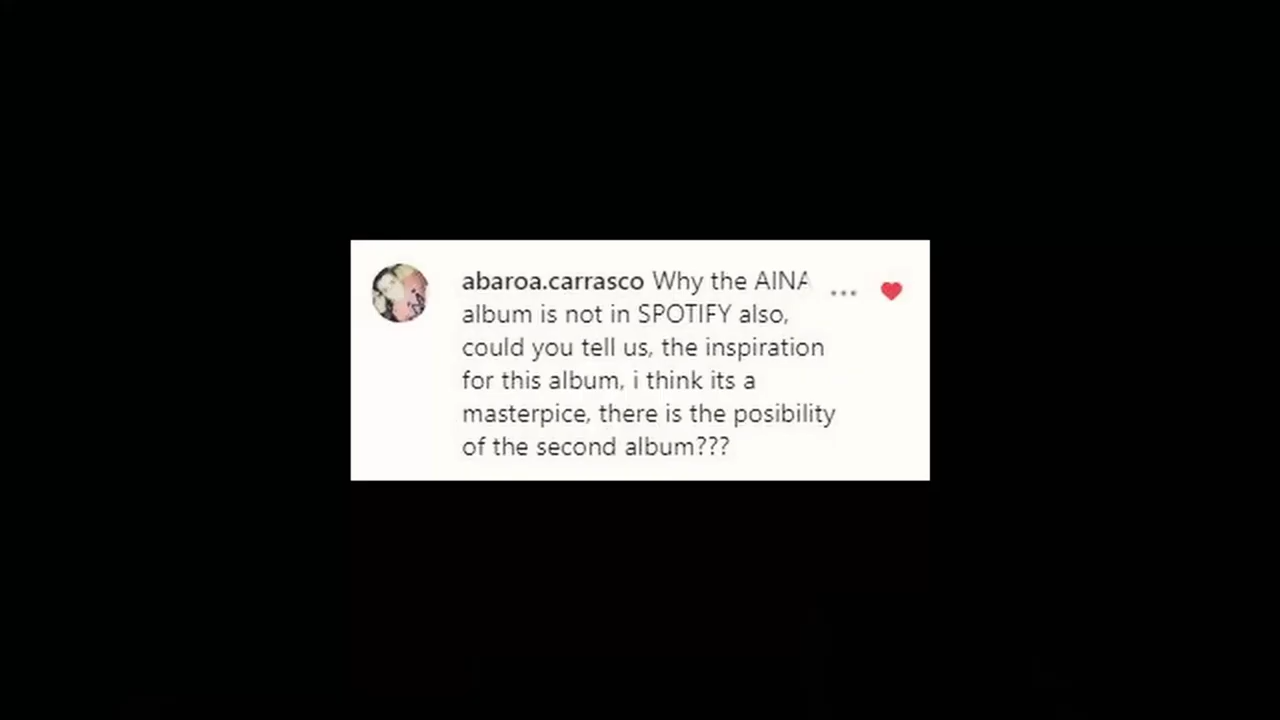 abaroa.carrasco Why the AINA
album is not in SPOTIFY also,
could you tell us, the inspiration
for this album, i think its a
masterpice, there is the posibility
of the second album???